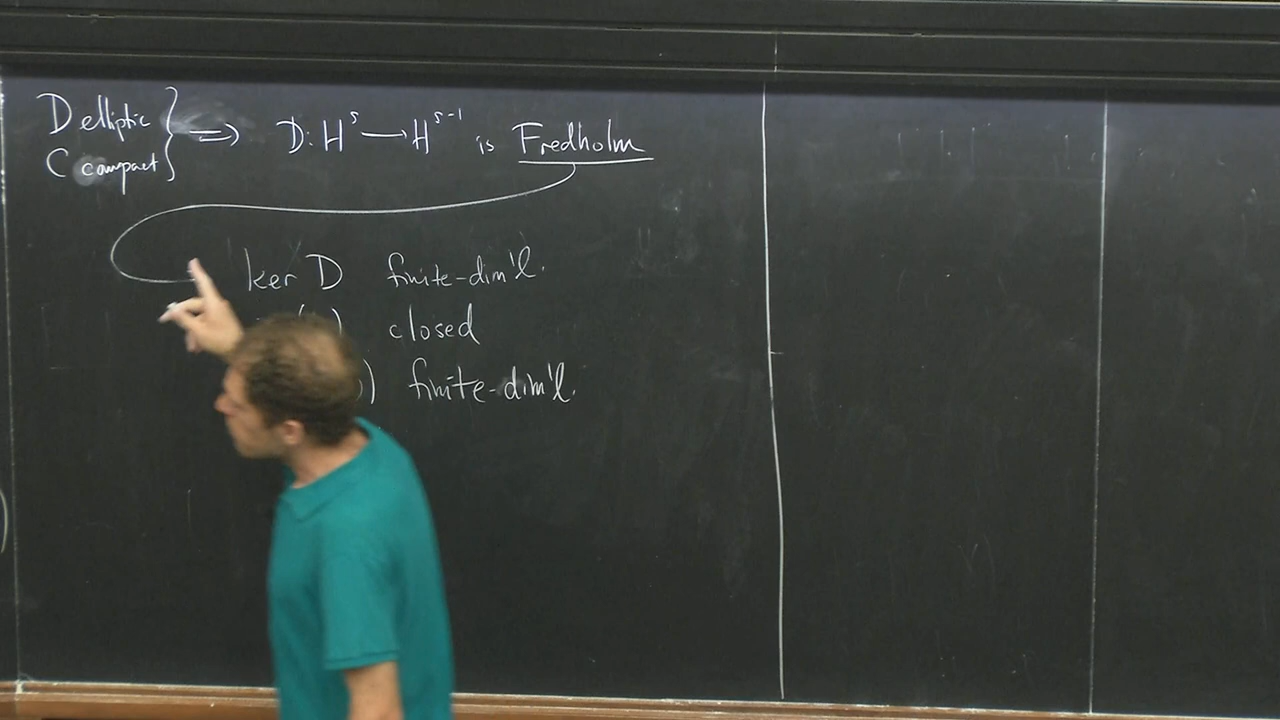 D elliptic
C compact } ⇒ D: H^s → H^{s-1} is Fredholm
ker D finite-dim'l.
closed
) finite-dim'l.